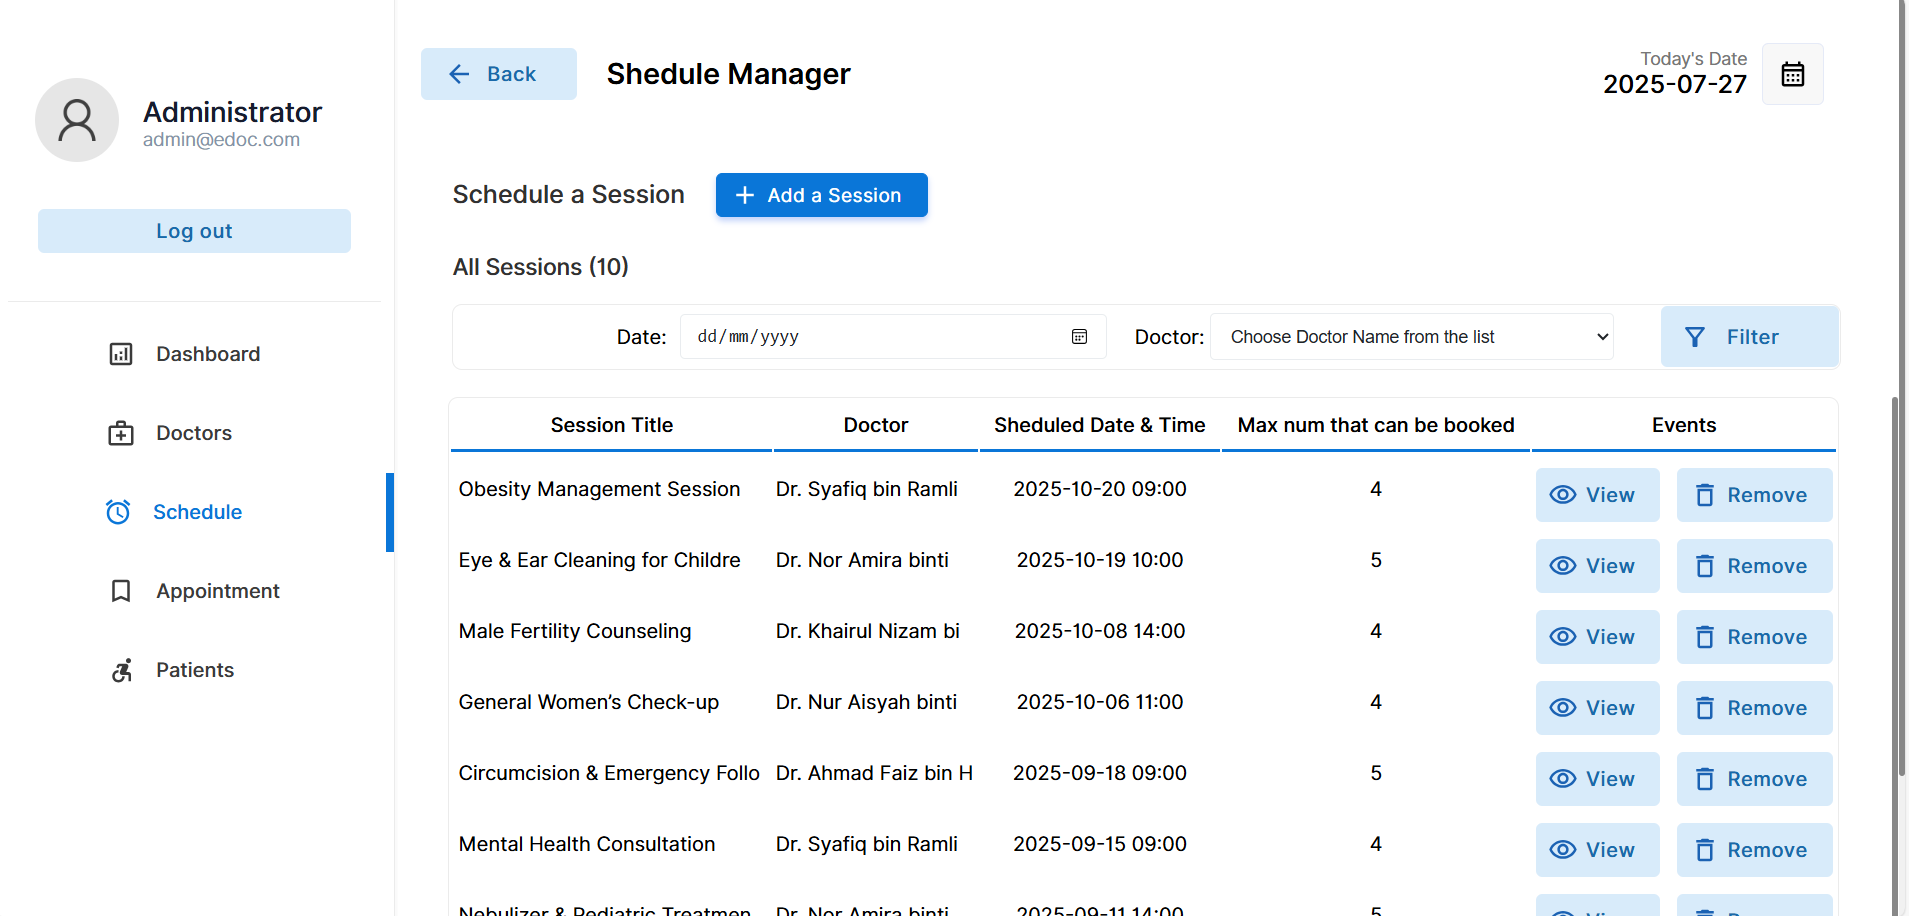 Administrator
admin@edoc.com
Log out
Dashboard
Doctors
Schedule
Appointment
Patients
Back
Shedule Manager
Today's Date
2025-07-27
Schedule a Session
Add a Session
All Sessions (10)
Date: dd/mm/yyyy Doctor: Choose Doctor Name from the list Filter
Session Title Doctor Sheduled Date & Time Max num that can be booked Events
Obesity Management Session Dr. Syafiq bin Ramli 2025-10-20 09:00 4 View Remove
Eye & Ear Cleaning for Childre Dr. Nor Amira binti 2025-10-19 10:00 5 View Remove
Male Fertility Counseling Dr. Khairul Nizam bi 2025-10-08 14:00 4 View Remove
General Women’s Check-up Dr. Nur Aisyah binti 2025-10-06 11:00 4 View Remove
Circumcision & Emergency Follo Dr. Ahmad Faiz bin H 2025-09-18 09:00 5 View Remove
Mental Health Consultation Dr. Syafiq bin Ramli 2025-09-15 09:00 4 View Remove
Nebulizer & Pediatric Treatmen Dr. Nor Amira binti 2025-09-11 14:00 5 View Remove